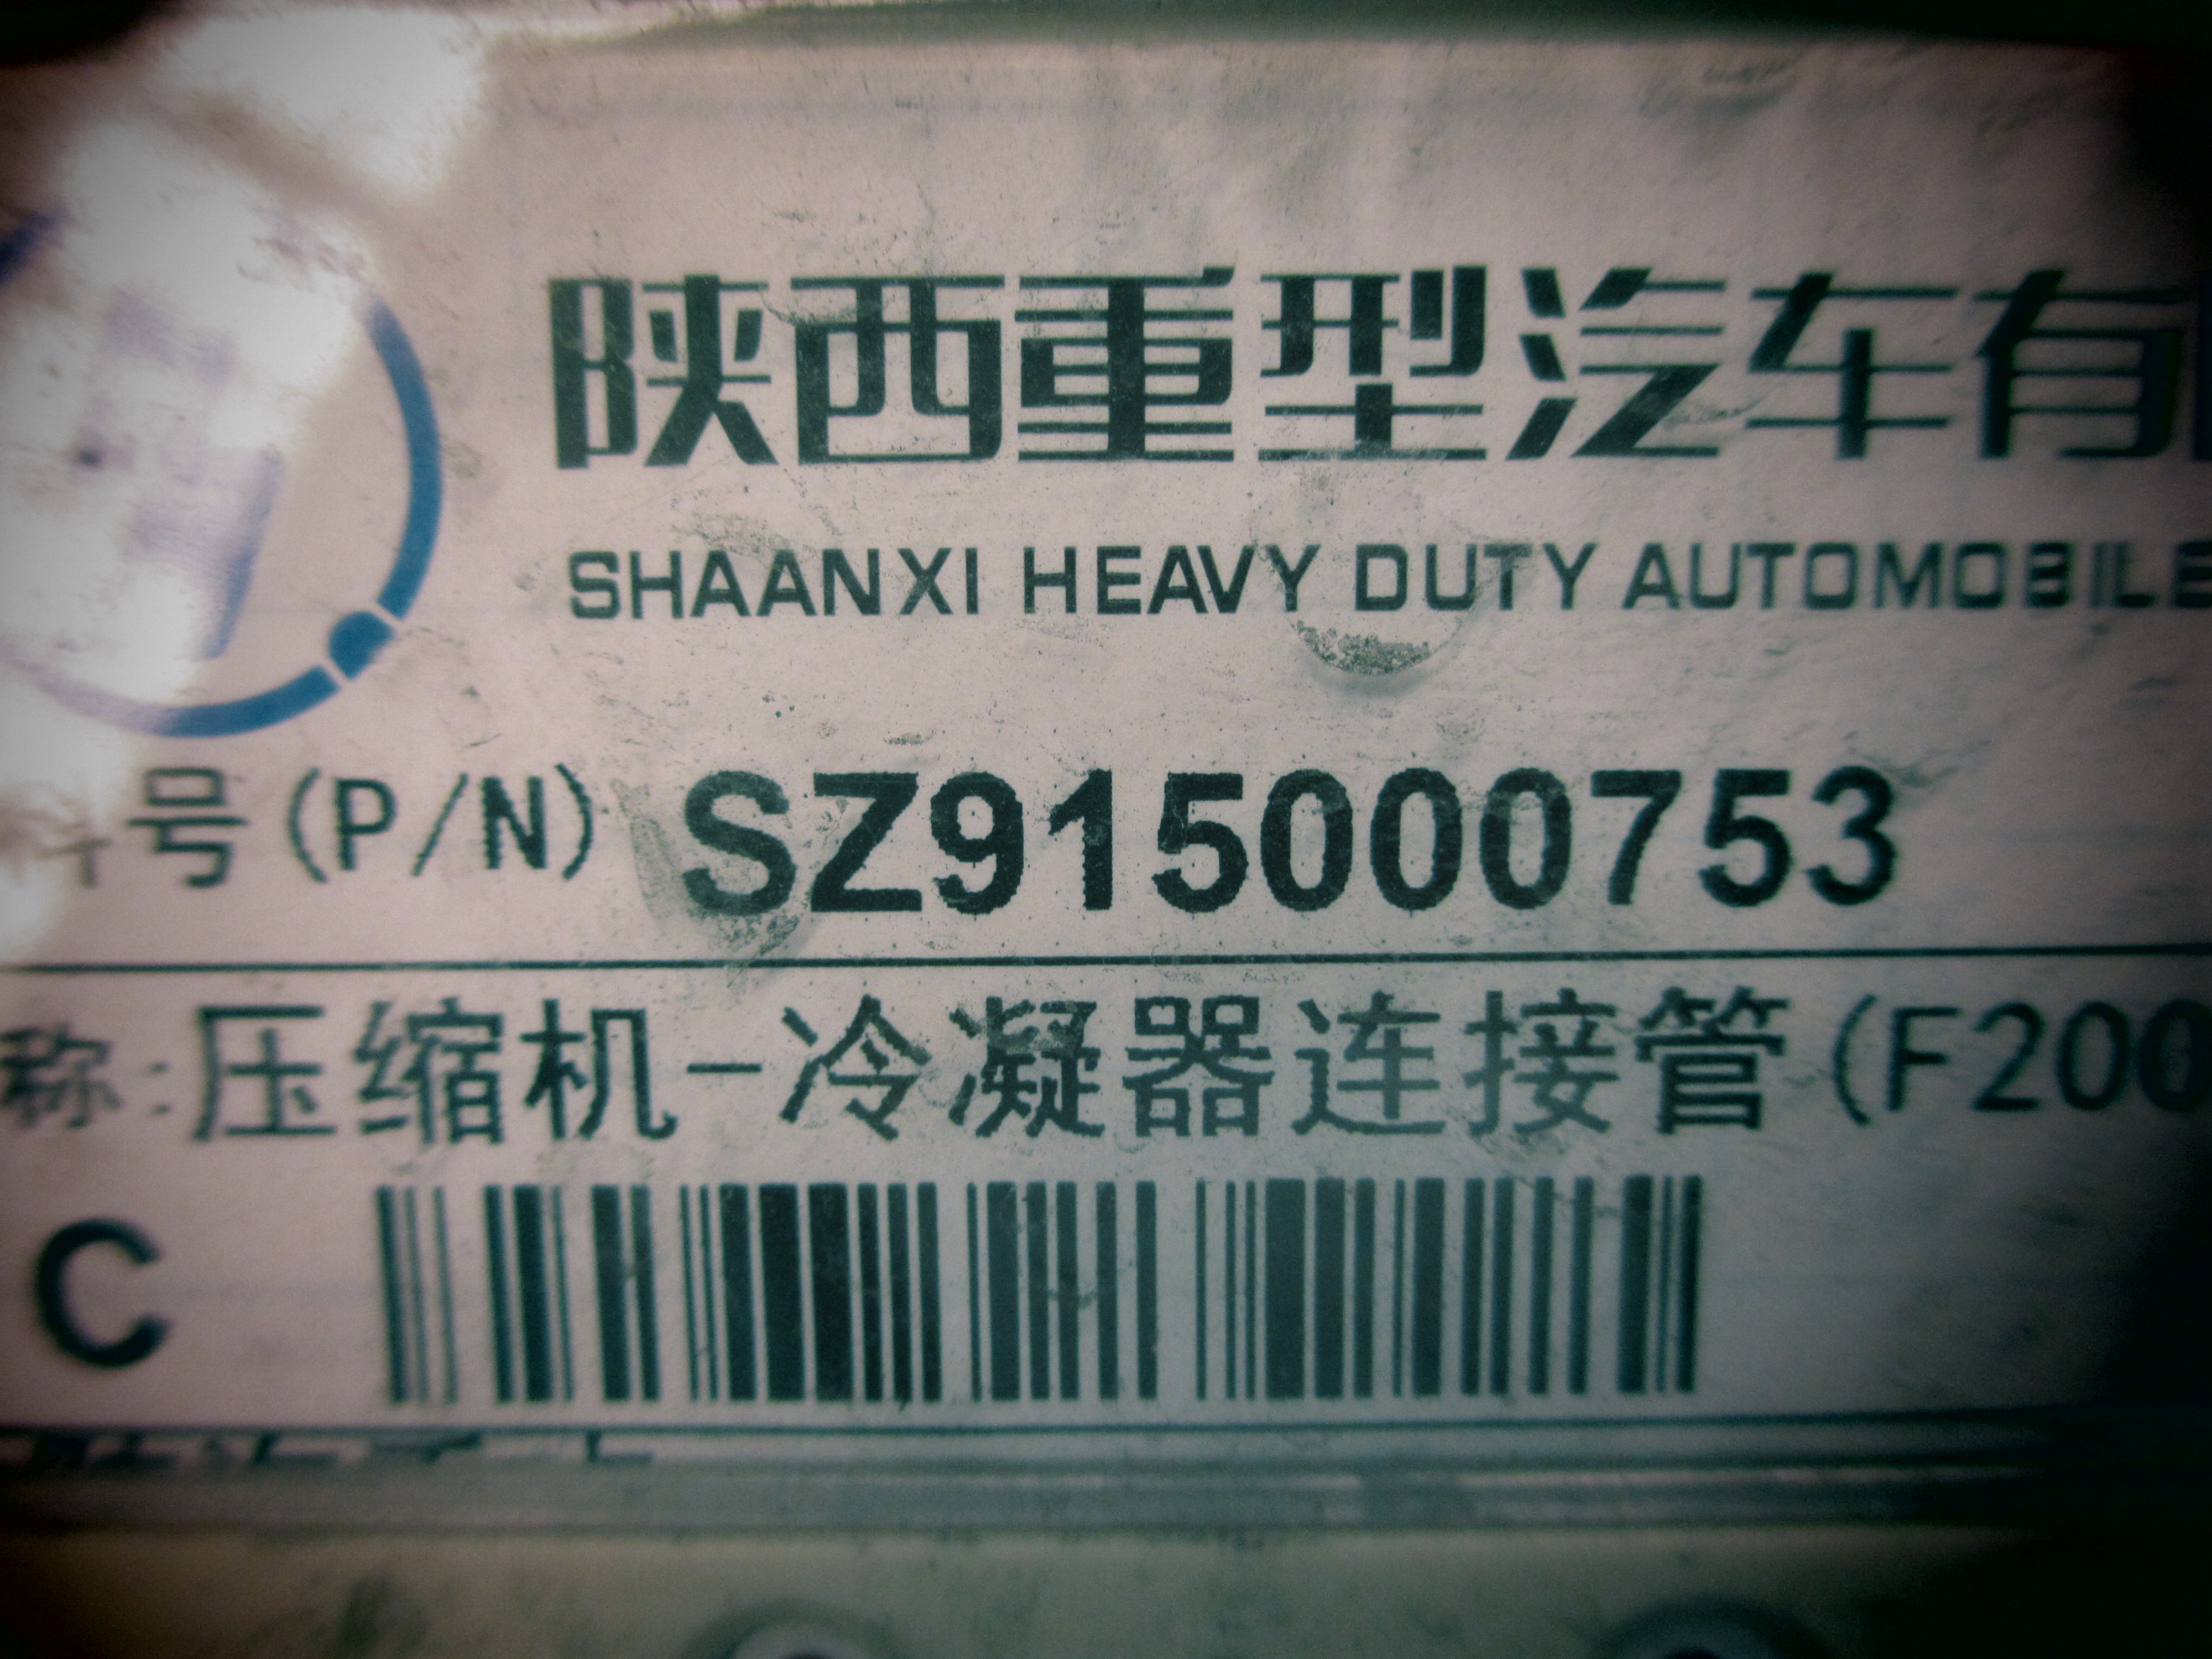 陕西重型汽车有
SHAANXI HEAVY DUTY AUTOMOBILE
号(P/N) SZ915000753
称:压缩机-冷凝器连接管(F200
C